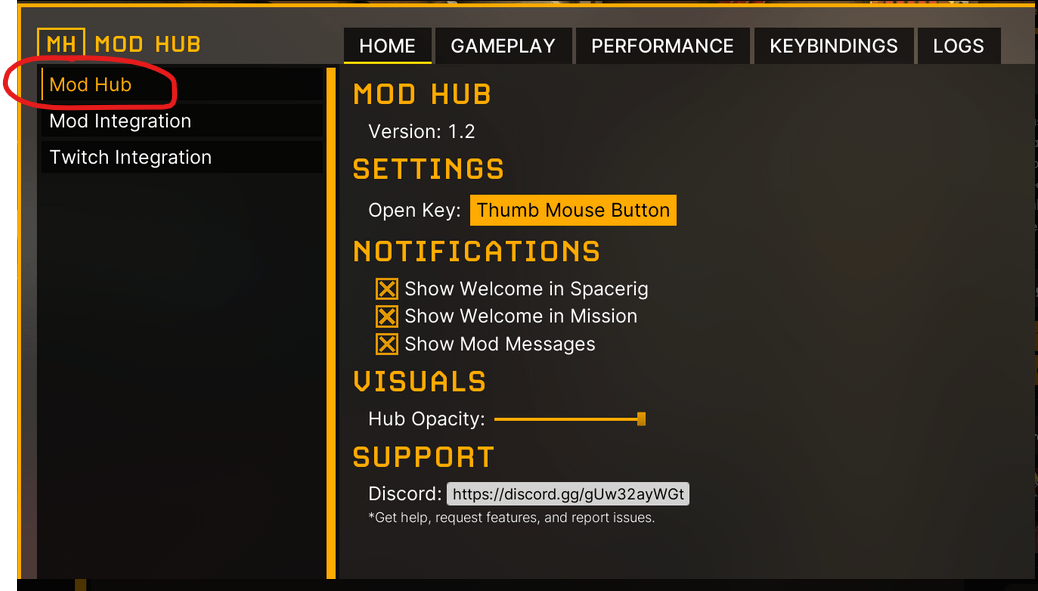 MH MOD HUB
HOME GAMEPLAY PERFORMANCE KEYBINDINGS LOGS
Mod Hub
Mod Integration
Twitch Integration
MOD HUB
Version: 1.2
SETTINGS
Open Key: Thumb Mouse Button
NOTIFICATIONS
Show Welcome in Spacerig
Show Welcome in Mission
Show Mod Messages
VISUALS
Hub Opacity:
SUPPORT
Discord: https://discord.gg/gUw32ayWGt
*Get help, request features, and report issues.